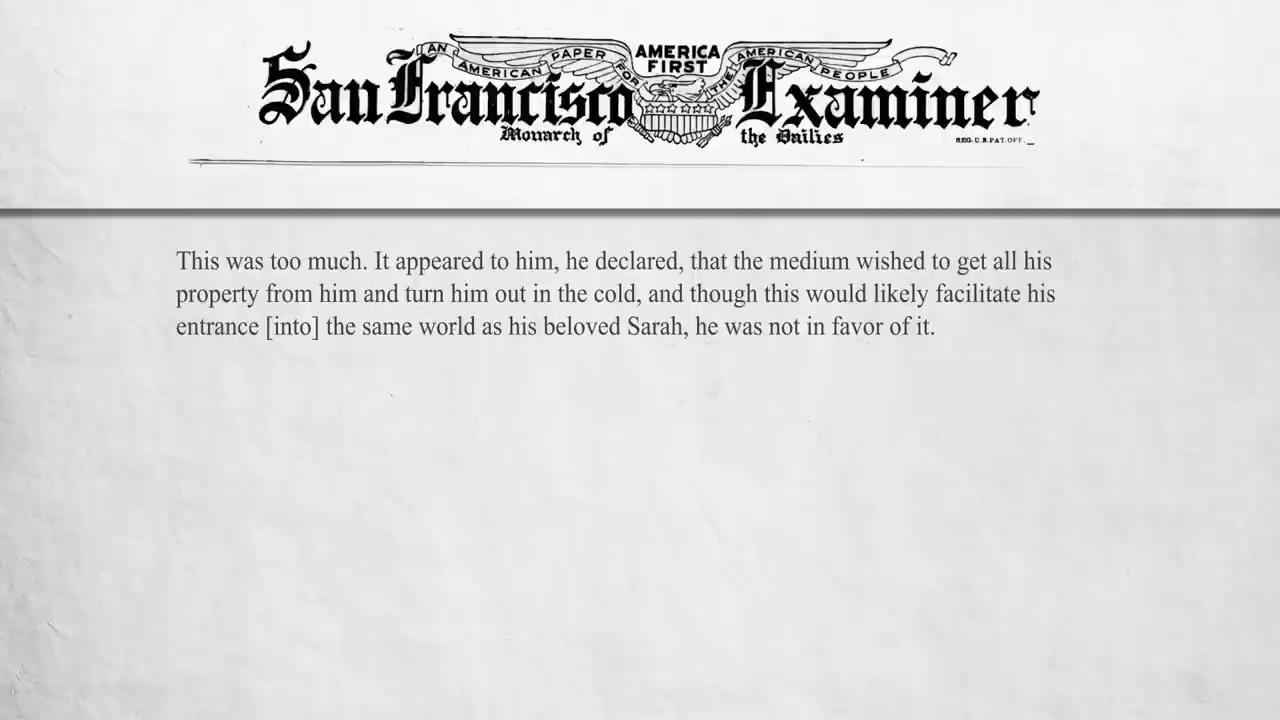 AN AMERICAN PAPER FOR
AMERICA
FIRST
THE AMERICAN PEOPLE
San Francisco Examiner
Monarch of the Dailies
REG. U.S. PAT. OFF.
This was too much. It appeared to him, he declared, that the medium wished to get all his
property from him and turn him out in the cold, and though this would likely facilitate his
entrance [into] the same world as his beloved Sarah, he was not in favor of it.